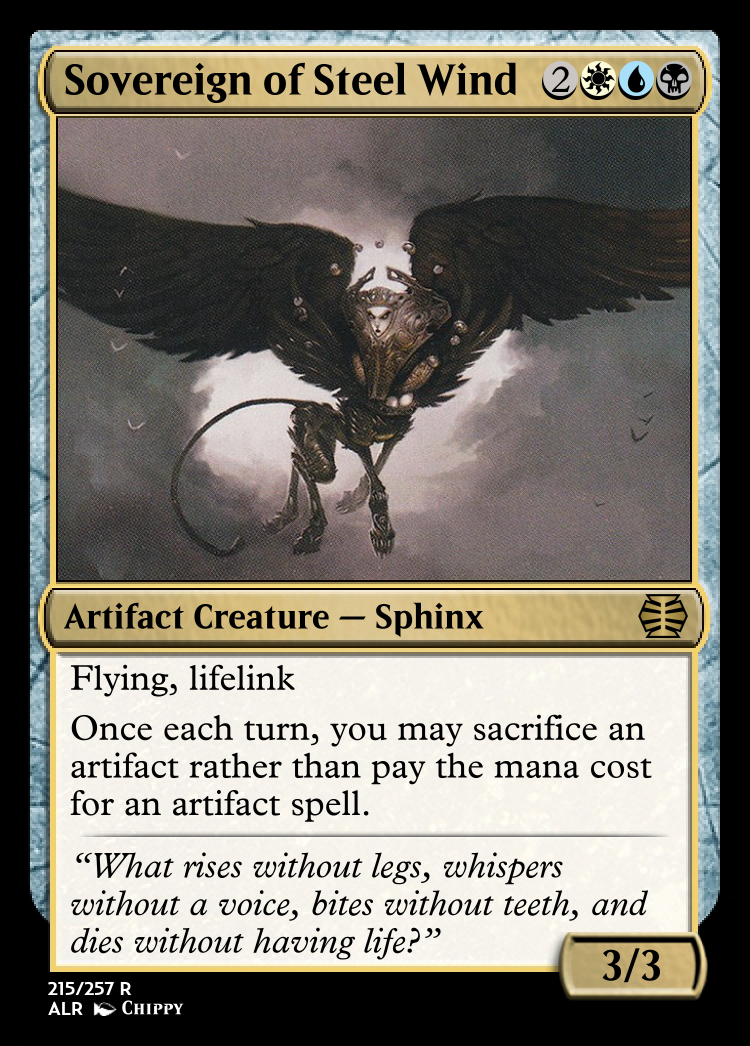 Sovereign of Steel Wind 2
Artifact Creature — Sphinx
Flying, lifelink
Once each turn, you may sacrifice an
artifact rather than pay the mana cost
for an artifact spell.
“What rises without legs, whispers
without a voice, bites without teeth, and
dies without having life?”
3/3
215/257 R
ALR CHIPPY